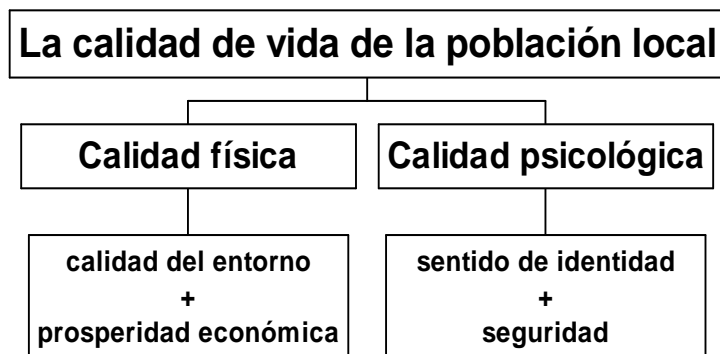 La calidad de vida de la población local
Calidad física
Calidad psicológica
calidad del entorno
+
prosperidad económica
sentido de identidad
+
seguridad